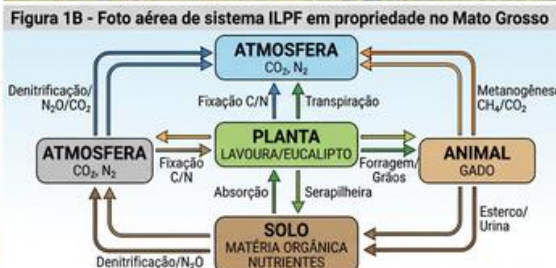 Figura 1B - Foto aérea de sistema ILPF em propriedade no Mato Grosso
ATMOSFERA
CO₂, N₂
Denitrificação/
N₂O/CO₂
Fixação C/N
Transpiração
Metanogênes
CH₄/CO₂
ATMOSFERA
CO₂, N₂
Fixação
C/N
PLANTA
LAVOURA/EUCALIPTO
Forragem/
Grãos
ANIMAL
GADO
Absorção
Serapilheira
Esterco/
Urina
SOLO
MATÉRIA ORGÂNICA
NUTRIENTES
Denitrificação/N₂O